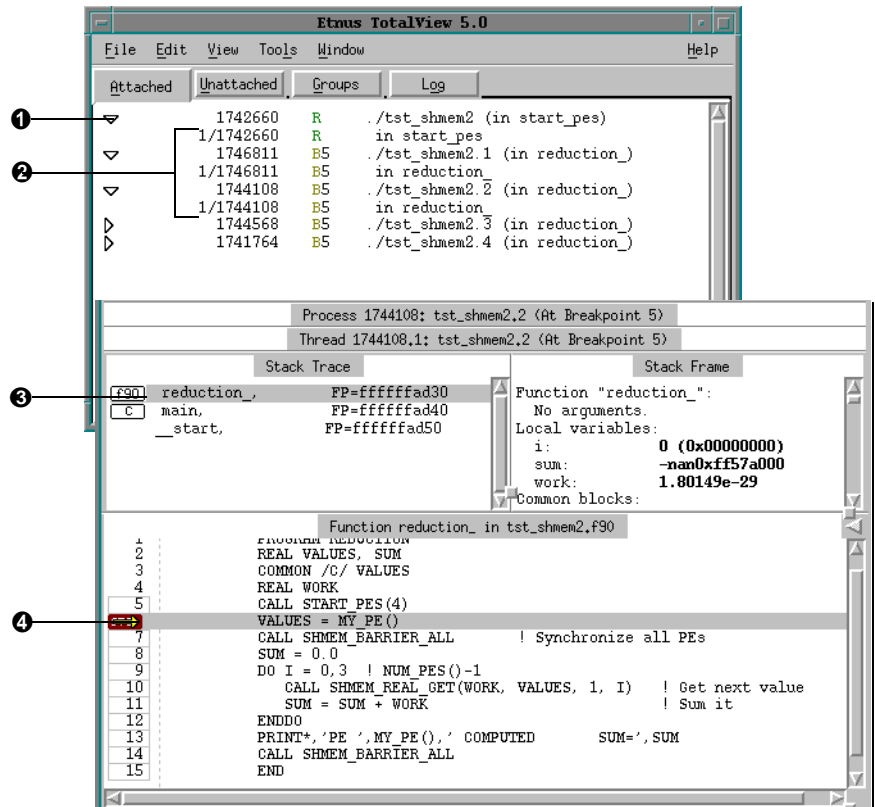 Etnus TotalView 5.0
File Edit View Tools Window Help
Attached Unattached Groups Log
1 1742660 R ./tst_shmem2 (in start_pes)
1/1742660 R in start_pes
1746811 B5 ./tst_shmem2.1 (in reduction_)
2 1/1746811 B5 in reduction_
1744108 B5 ./tst_shmem2.2 (in reduction_)
1/1744108 B5 in reduction_
1744568 B5 ./tst_shmem2.3 (in reduction_)
1741764 B5 ./tst_shmem2.4 (in reduction_)
Process 1744108: tst_shmem2.2 (At Breakpoint 5)
Thread 1744108.1: tst_shmem2.2 (At Breakpoint 5)
Stack Trace
3 f90 reduction_, FP=ffffffad30
C main, FP=ffffffad40
__start, FP=ffffffad50
Stack Frame
Function "reduction_":
No arguments.
Local variables:
i: 0 (0x00000000)
sum: -nan0xff57a000
work: 1.80149e-29
Common blocks:
Function reduction_ in tst_shmem2.f90
1 PROGRAM REDUCTION
2 REAL VALUES, SUM
3 COMMON /C/ VALUES
4 REAL WORK
5 CALL START_PES(4)
4 VALUES = MY_PE()
7 CALL SHMEM_BARRIER_ALL ! Synchronize all PEs
8 SUM = 0.0
9 DO I = 0,3 ! NUM_PES()-1
10 CALL SHMEM_REAL_GET(WORK, VALUES, 1, I) ! Get next value
11 SUM = SUM + WORK ! Sum it
12 ENDDO
13 PRINT*,'PE ',MY_PE(),' COMPUTED SUM=',SUM
14 CALL SHMEM_BARRIER_ALL
15 END